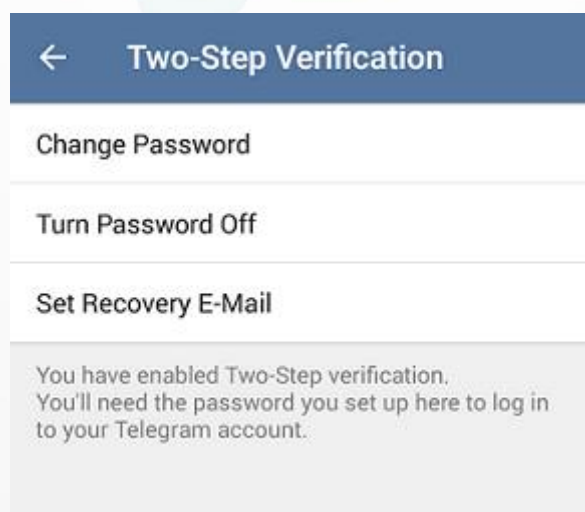 Two-Step Verification
Change Password
Turn Password Off
Set Recovery E-Mail
You have enabled Two-Step verification.
You'll need the password you set up here to log in
to your Telegram account.